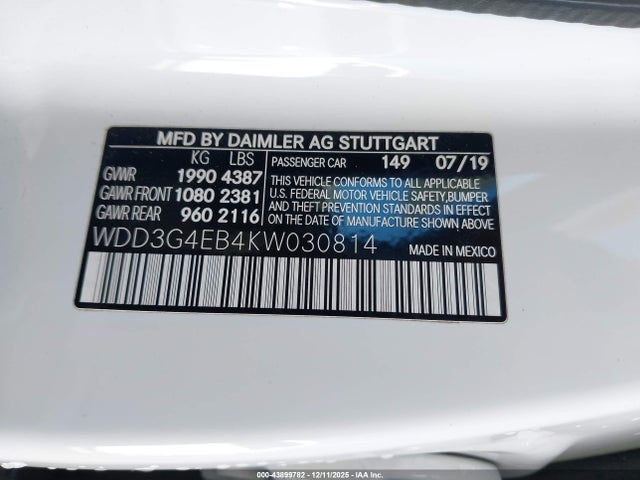 MFD BY DAIMLER AG STUTTGART
KG LBS PASSENGER CAR 149 07/19
GVWR 1990 4387
GAWR FRONT 1080 2381
GAWR REAR 960 2116
THIS VEHICLE CONFORMS TO ALL APPLICABLE
U.S. FEDERAL MOTOR VEHICLE SAFETY,BUMPER
AND THEFT PREVENTION STANDARDS IN EFFECT
ON THE DATE OF MANUFACTURE SHOWN ABOVE
WDD3G4EB4KW030814
MADE IN MEXICO
000-43899782 - 12/11/2025 - IAAC